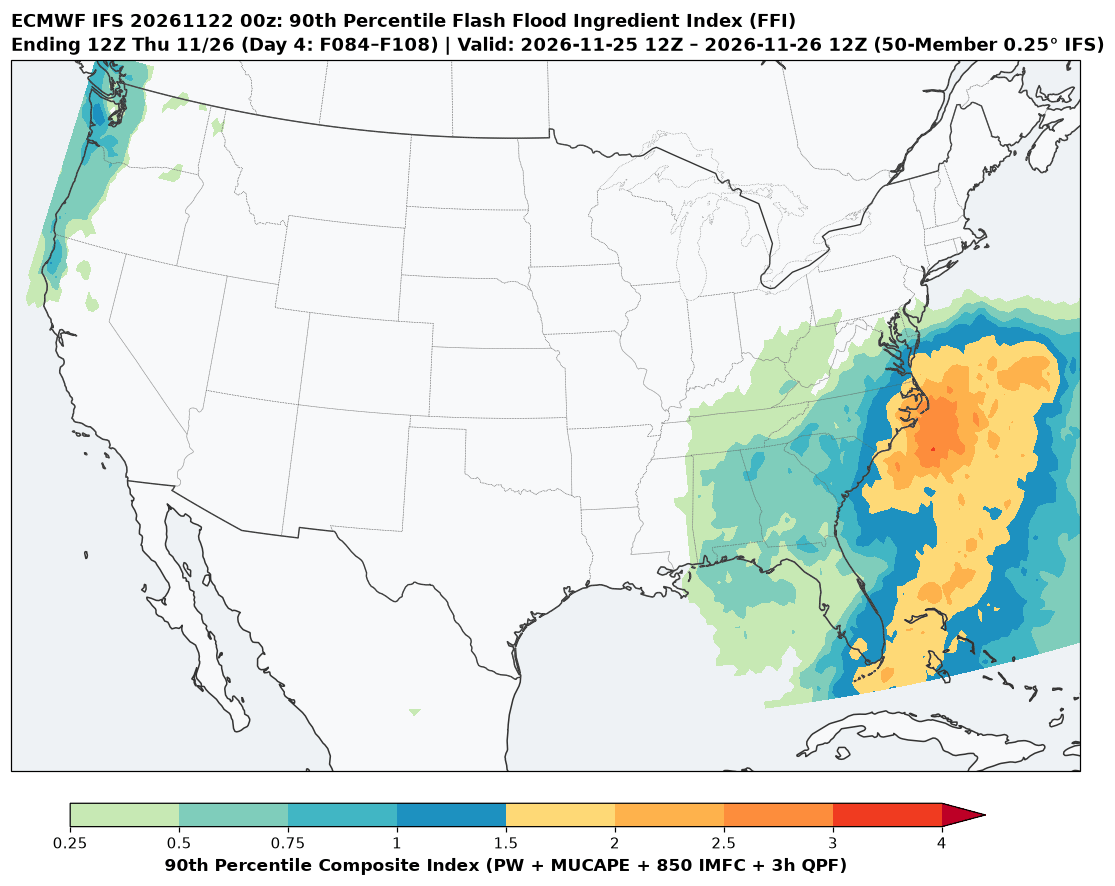 ECMWF IFS 20261122 00z: 90th Percentile Flash Flood Ingredient Index (FFI)
Ending 12Z Thu 11/26 (Day 4: F084–F108) | Valid: 2026-11-25 12Z – 2026-11-26 12Z (50-Member 0.25° IFS)
0.25 0.5 0.75 1 1.5 2 2.5 3 4
90th Percentile Composite Index (PW + MUCAPE + 850 IMFC + 3h QPF)